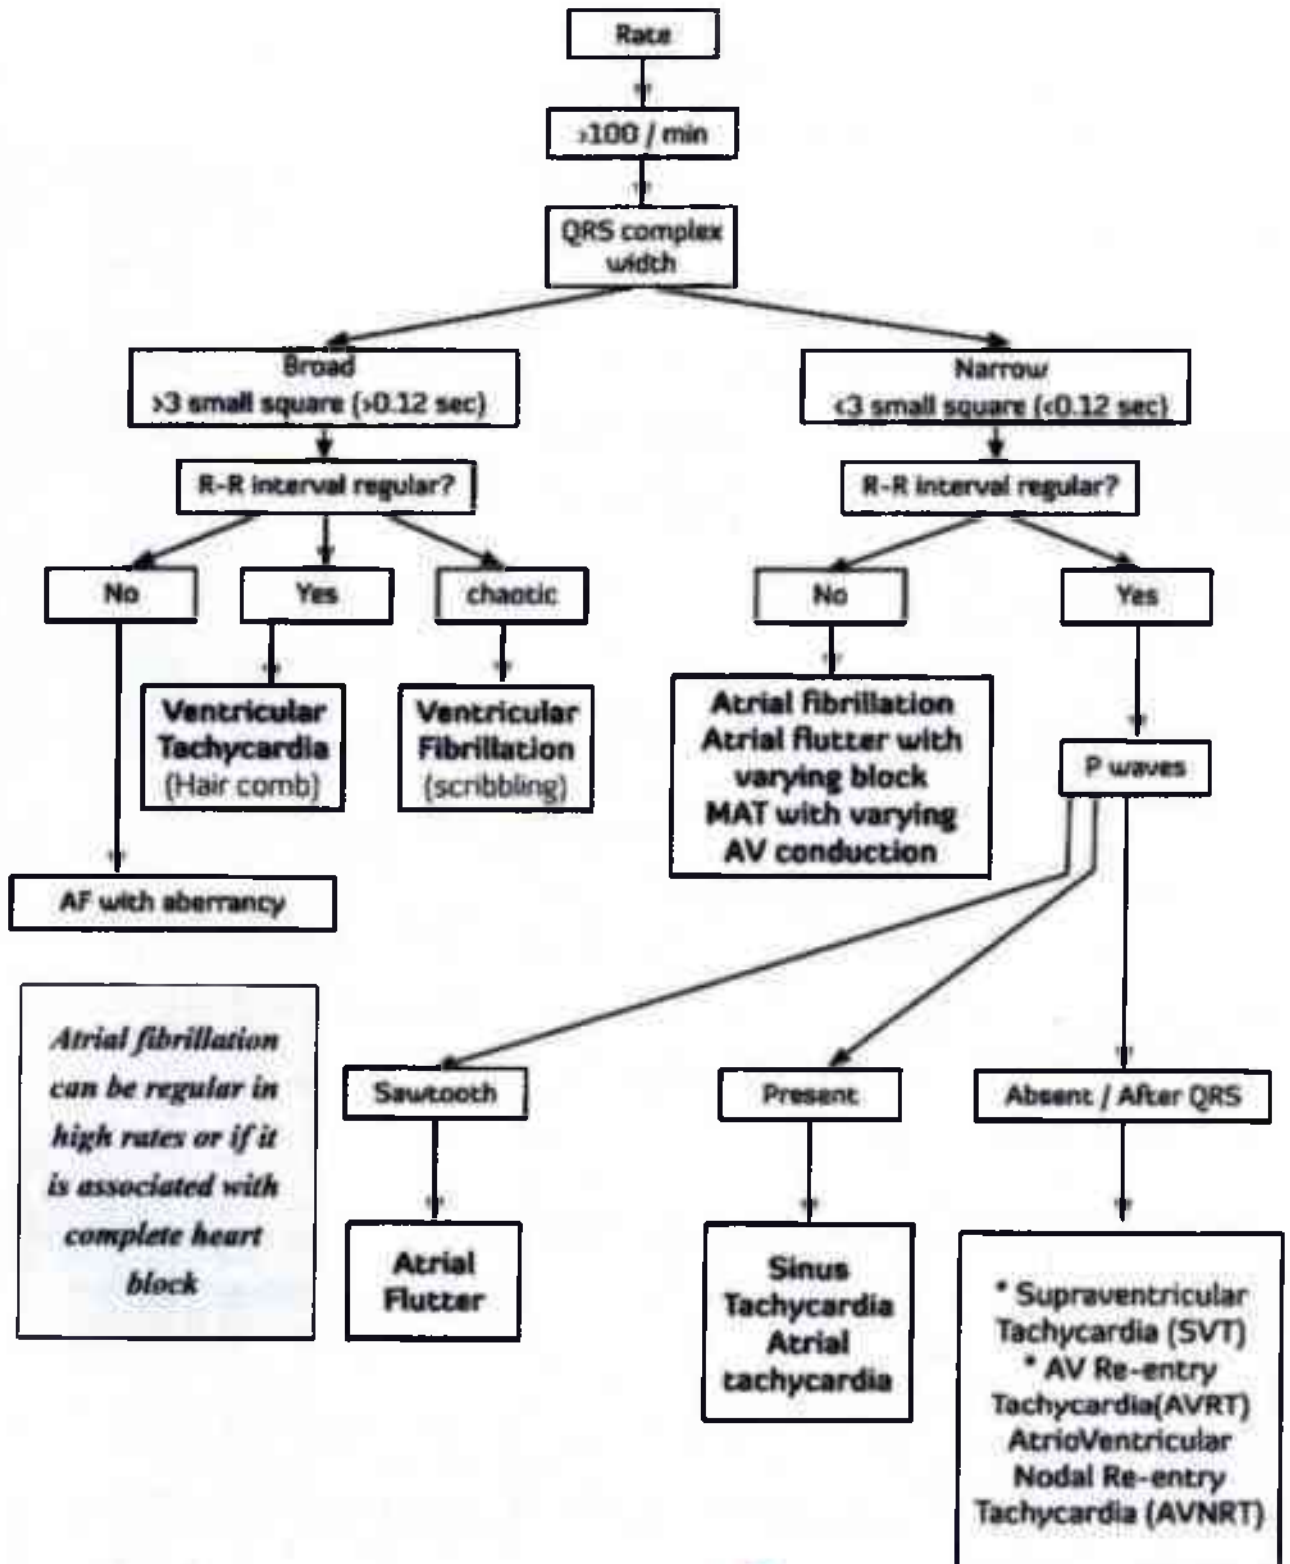 Rate
>100 / min
QRS complex
width
Broad
>3 small square (>0.12 sec)
Narrow
<3 small square (<0.12 sec)
R-R interval regular?
R-R interval regular?
No
Yes
chaotic
No
Yes
Ventricular
Tachycardia
(Hair comb)
Ventricular
Fibrillation
(scribbling)
Atrial fibrillation
Atrial flutter with
varying block
MAT with varying
AV conduction
P waves
AF with aberrancy
Atrial fibrillation
can be regular in
high rates or if it
is associated with
complete heart
block
Sawtooth
Present
Absent / After QRS
Atrial
Flutter
Sinus
Tachycardia
Atrial
tachycardia
* Supraventricular
Tachycardia (SVT)
* AV Re-entry
Tachycardia(AVRT)
AtrioVentricular
Nodal Re-entry
Tachycardia (AVNRT)